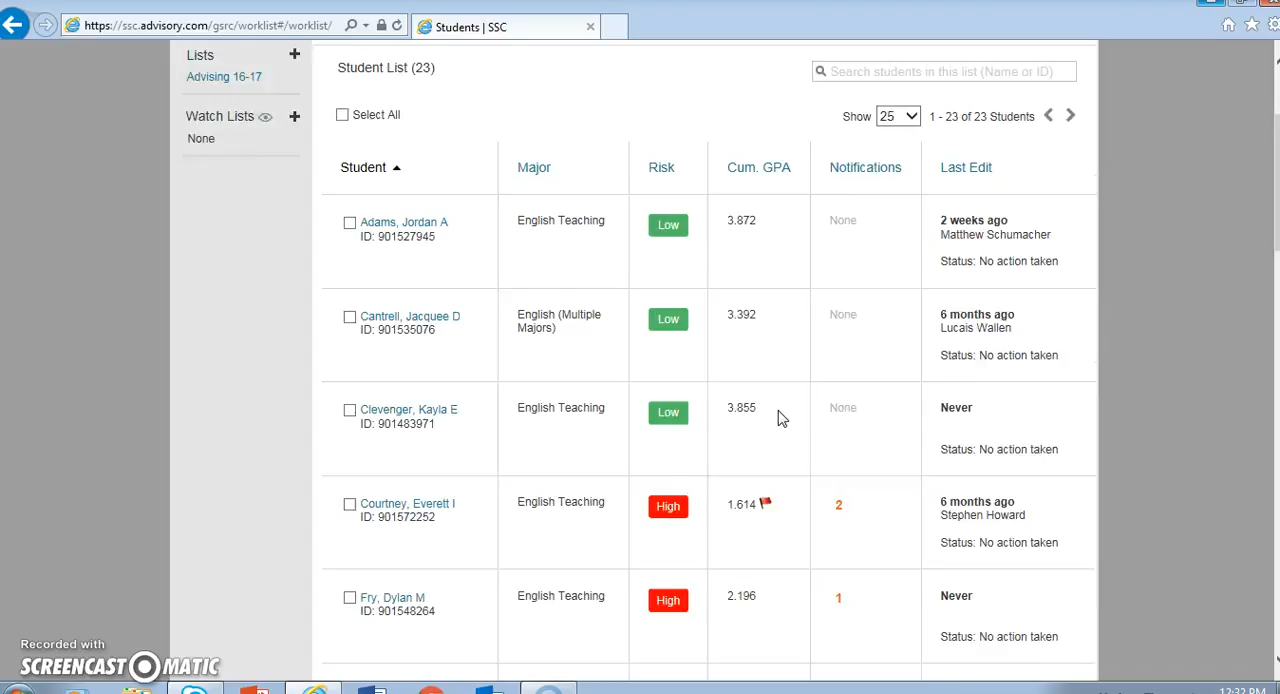 https://ssc.advisory.com/gsrc/worklist#/worklist/
Students | SSC
Lists
Advising 16-17
Watch Lists
None
Student List (23)
Search students in this list (Name or ID)
Select All
Show 25 1 - 23 of 23 Students
Student Major Risk Cum. GPA Notifications Last Edit
Adams, Jordan A English Teaching Low 3.872 None 2 weeks ago
ID: 901527945 Matthew Schumacher
Status: No action taken
Cantrell, Jacquee D English (Multiple Low 3.392 None 6 months ago
ID: 901535076 Majors) Lucais Wallen
Status: No action taken
Clevenger, Kayla E English Teaching Low 3.855 None Never
ID: 901483971
Status: No action taken
Courtney, Everett I English Teaching High 1.614 2 6 months ago
ID: 901572252 Stephen Howard
Status: No action taken
Fry, Dylan M English Teaching High 2.196 1 Never
ID: 901548264
Status: No action taken
Recorded with
SCREENCAST-O-MATIC
12:32 PM